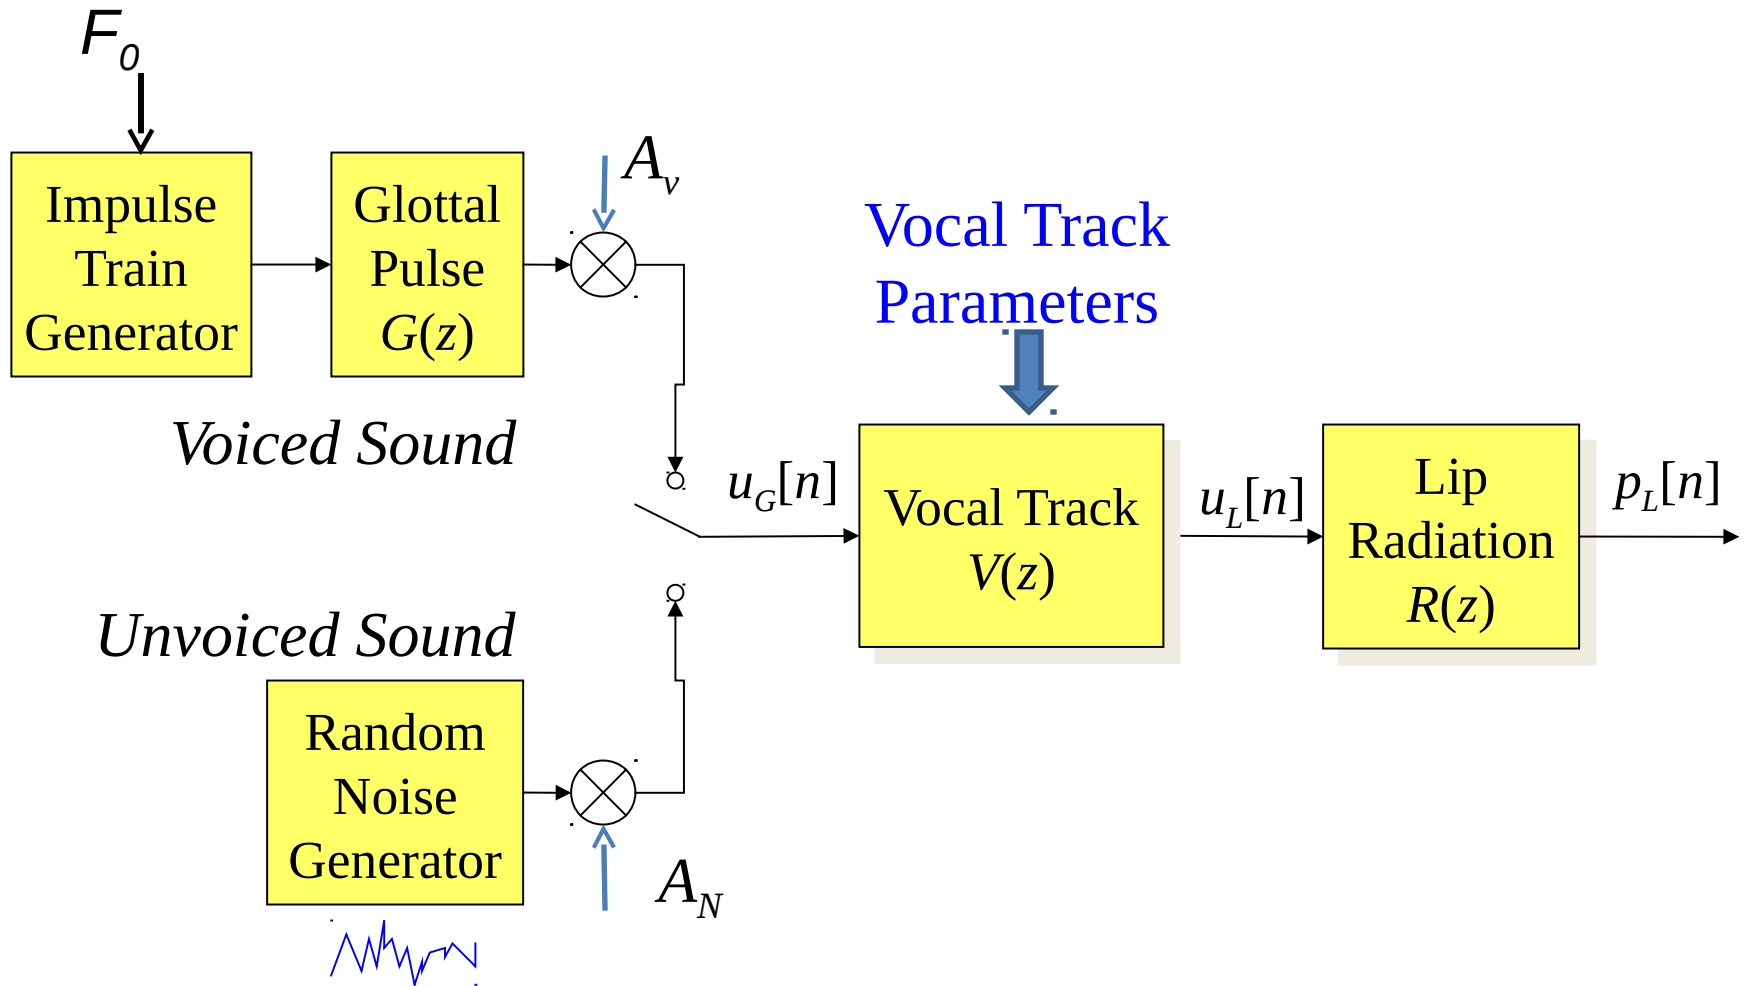 F0
Impulse
Train
Generator
Glottal
Pulse
G(z)
Av
Vocal Track
Parameters
Voiced Sound
uG[n]
Vocal Track
V(z)
uL[n]
Lip
Radiation
R(z)
pL[n]
Unvoiced Sound
Random
Noise
Generator
AN